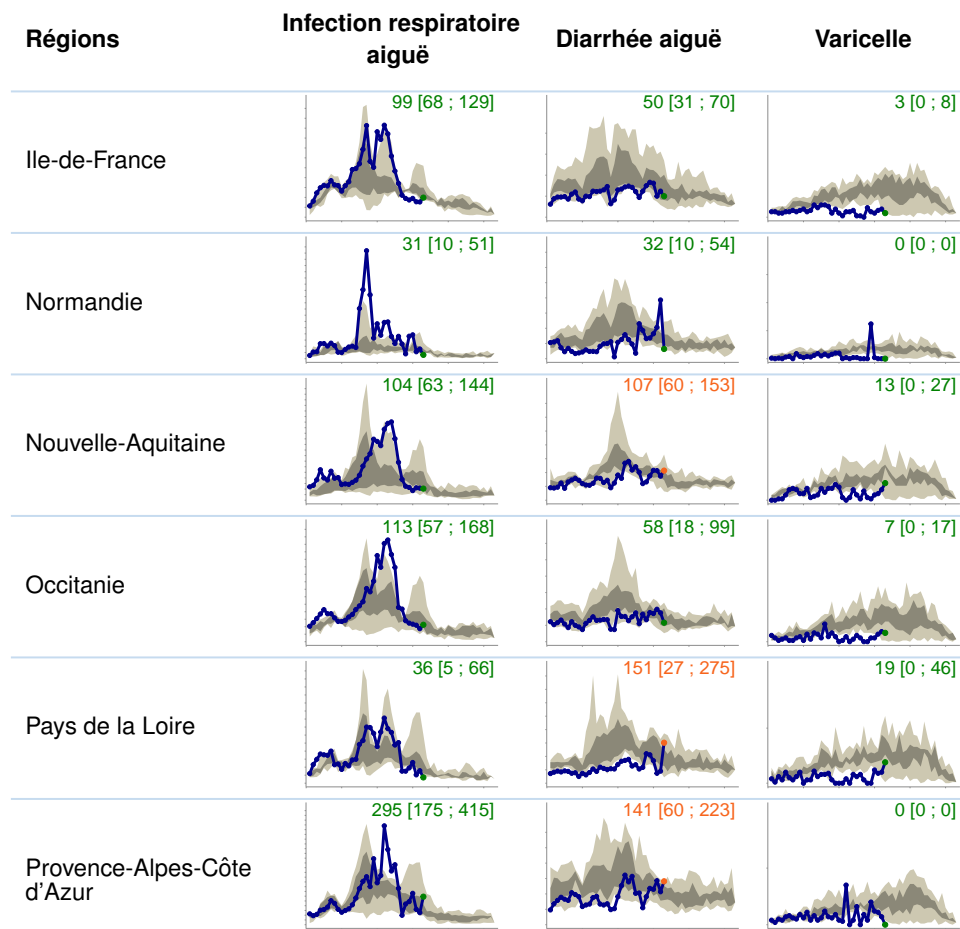 Régions
Infection respiratoire
aiguë
Diarrhée aiguë
Varicelle
Ile-de-France
99 [68 ; 129]
50 [31 ; 70]
3 [0 ; 8]
Normandie
31 [10 ; 51]
32 [10 ; 54]
0 [0 ; 0]
Nouvelle-Aquitaine
104 [63 ; 144]
107 [60 ; 153]
13 [0 ; 27]
Occitanie
113 [57 ; 168]
58 [18 ; 99]
7 [0 ; 17]
Pays de la Loire
36 [5 ; 66]
151 [27 ; 275]
19 [0 ; 46]
Provence-Alpes-Côte
d'Azur
295 [175 ; 415]
141 [60 ; 223]
0 [0 ; 0]